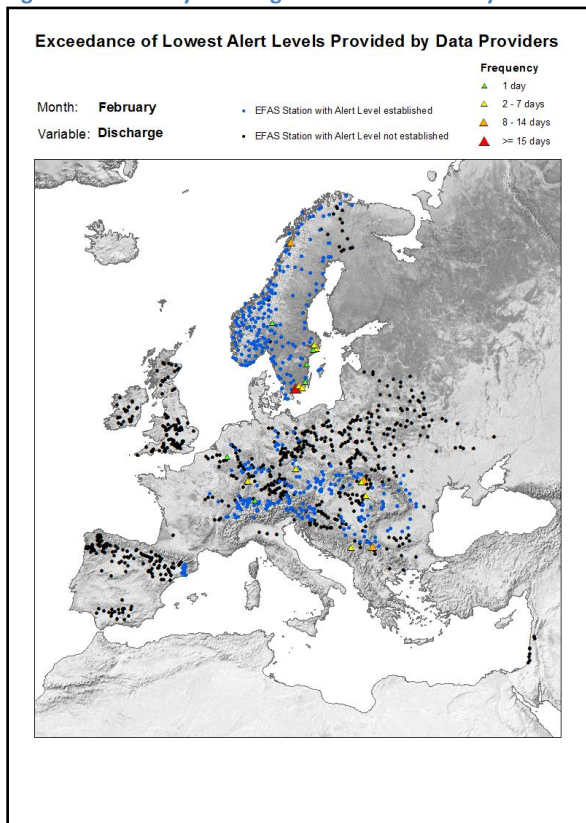 Exceedance of Lowest Alert Levels Provided by Data Providers
Frequency
1 day
2 - 7 days
8 - 14 days
>= 15 days
Month: February
EFAS Station with Alert Level established
Variable: Discharge
EFAS Station with Alert Level not established